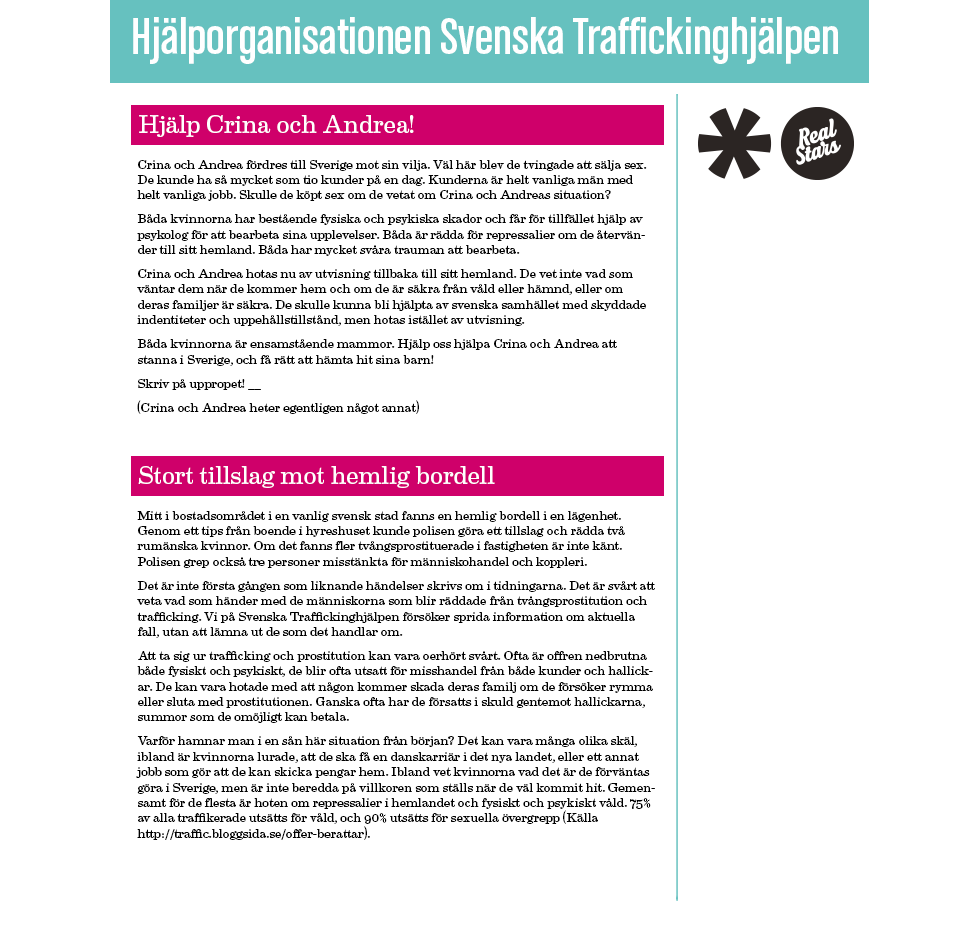 Hjälporganisationen Svenska Traffickinghjälpen
Hjälp Crina och Andrea!
Crina och Andrea fördres till Sverige mot sin vilja. Väl här blev de tvingade att sälja sex.
De kunde ha så mycket som tio kunder på en dag. Kunderna är helt vanliga män med
helt vanliga jobb. Skulle de köpt sex om de vetat om Crina och Andreas situation?
Båda kvinnorna har bestående fysiska och psykiska skador och får för tillfället hjälp av
psykolog för att bearbeta sina upplevelser. Båda är rädda för repressalier om de återvän-
der till sitt hemland. Båda har mycket svåra trauman att bearbeta.
Crina och Andrea hotas nu av utvisning tillbaka till sitt hemland. De vet inte vad som
väntar dem när de kommer hem och om de är säkra från våld eller hämnd, eller om
deras familjer är säkra. De skulle kunna bli hjälpta av svenska samhället med skyddade
indentiteter och uppehållstillstånd, men hotas istället av utvisning.
Båda kvinnorna är ensamstående mammor. Hjälp oss hjälpa Crina och Andrea att
stanna i Sverige, och få rätt att hämta hit sina barn!
Skriv på uppropet! __
(Crina och Andrea heter egentligen något annat)
Stort tillslag mot hemlig bordell
Mitt i bostadsområdet i en vanlig svensk stad fanns en hemlig bordell i en lägenhet.
Genom ett tips från boende i hyreshuset kunde polisen göra ett tillslag och rädda två
rumänska kvinnor. Om det fanns fler tvångsprostituerade i fastigheten är inte känt.
Polisen grep också tre personer misstänkta för människohandel och koppleri.
Det är inte första gången som liknande händelser skrivs om i tidningarna. Det är svårt att
veta vad som händer med de människorna som blir räddade från tvångsprostitution och
trafficking. Vi på Svenska Traffickinghjälpen försöker sprida information om aktuella
fall, utan att lämna ut de som det handlar om.
Att ta sig ur trafficking och prostitution kan vara oerhört svårt. Ofta är offren nedbrutna
både fysiskt och psykiskt, de blir ofta utsatt för misshandel från både kunder och hallick-
ar. De kan vara hotade med att någon kommer skada deras familj om de försöker rymma
eller sluta med prostitutionen. Ganska ofta har de försatts i skuld gentemot hallickarna,
summor som de omöjligt kan betala.
Varför hamnar man i en sån här situation från början? Det kan vara många olika skäl,
ibland är kvinnorna lurade, att de ska få en danskarriär i det nya landet, eller ett annat
jobb som gör att de kan skicka pengar hem. Ibland vet kvinnorna vad det är de förväntas
göra i Sverige, men är inte beredda på villkoren som ställs när de väl kommit hit. Gemen-
samt för de flesta är hoten om repressalier i hemlandet och fysiskt och psykiskt våld. 75%
av alla traffikerade utsätts för våld, och 90% utsätts för sexuella övergrepp (Källa
http://traffic.bloggsida.se/offer-berattar).
Real
Stars